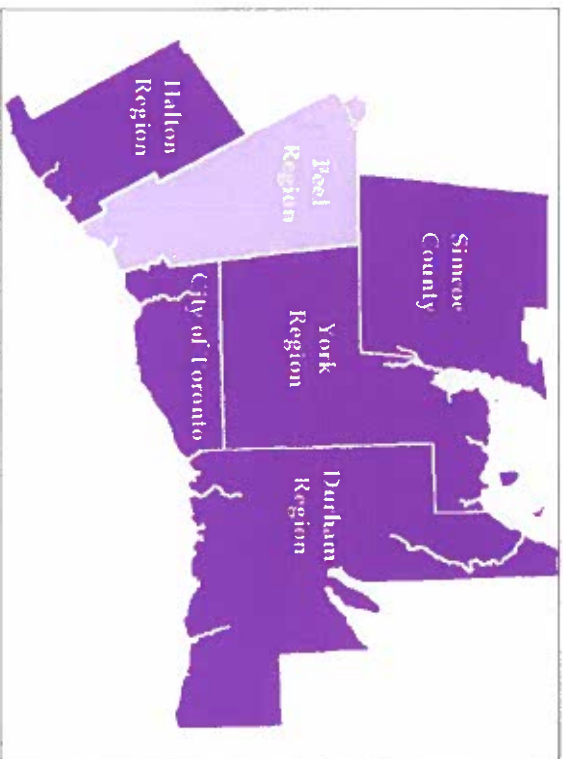 Simcoe
County
Peel
Region
York
Region
Durham
Region
Halton
Region
City of Toronto